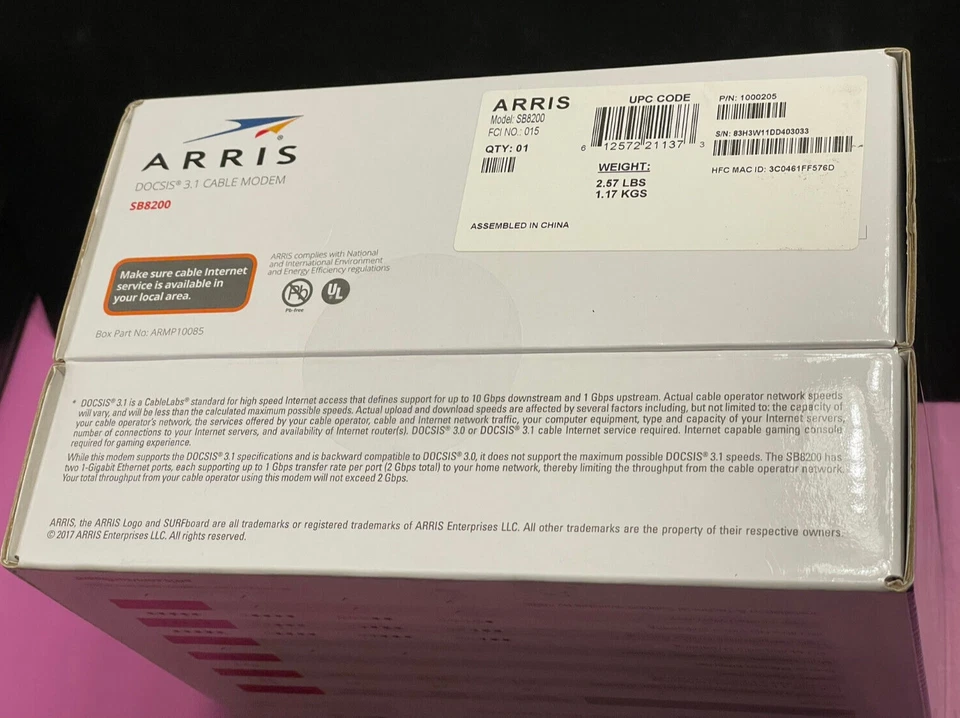 ARRIS
DOCSIS® 3.1 CABLE MODEM
SB8200
Make sure cable Internet
service is available in
your local area.
ARRIS complies with National
and International Environment
and Energy Efficiency regulations
Pb
Pb-free
UL
Box Part No: ARMP10085
ARRIS
Model: SB8200
FCI NO.: 015
QTY: 01
UPC CODE
6 12572 21137 3
WEIGHT:
2.57 LBS
1.17 KGS
P/N: 1000205
S/N: 83H3W11DD403033
HFC MAC ID: 3C0461FF576D
ASSEMBLED IN CHINA
* DOCSIS® 3.1 is a CableLabs® standard for high speed Internet access that defines support for up to 10 Gbps downstream and 1 Gbps upstream. Actual cable operator network speeds
will vary, and will be less than the calculated maximum possible speeds. Actual upload and download speeds are affected by several factors including, but not limited to: the capacity of
your cable operator's network, the services offered by your cable operator, cable and Internet network traffic, your computer equipment, type and capacity of your Internet servers,
number of connections to your Internet servers, and availability of Internet router(s). DOCSIS® 3.0 or DOCSIS® 3.1 cable Internet service required. Internet capable gaming console
required for gaming experience.
While this modem supports the DOCSIS® 3.1 specifications and is backward compatible to DOCSIS® 3.0, it does not support the maximum possible DOCSIS® 3.1 speeds. The SB8200 has
two 1-Gigabit Ethernet ports, each supporting up to 1 Gbps transfer rate per port (2 Gbps total) to your home network, thereby limiting the throughput from the cable operator network.
Your total throughput from your cable operator using this modem will not exceed 2 Gbps.
ARRIS, the ARRIS Logo and SURFboard are all trademarks or registered trademarks of ARRIS Enterprises LLC. All other trademarks are the property of their respective owners.
© 2017 ARRIS Enterprises LLC. All rights reserved.